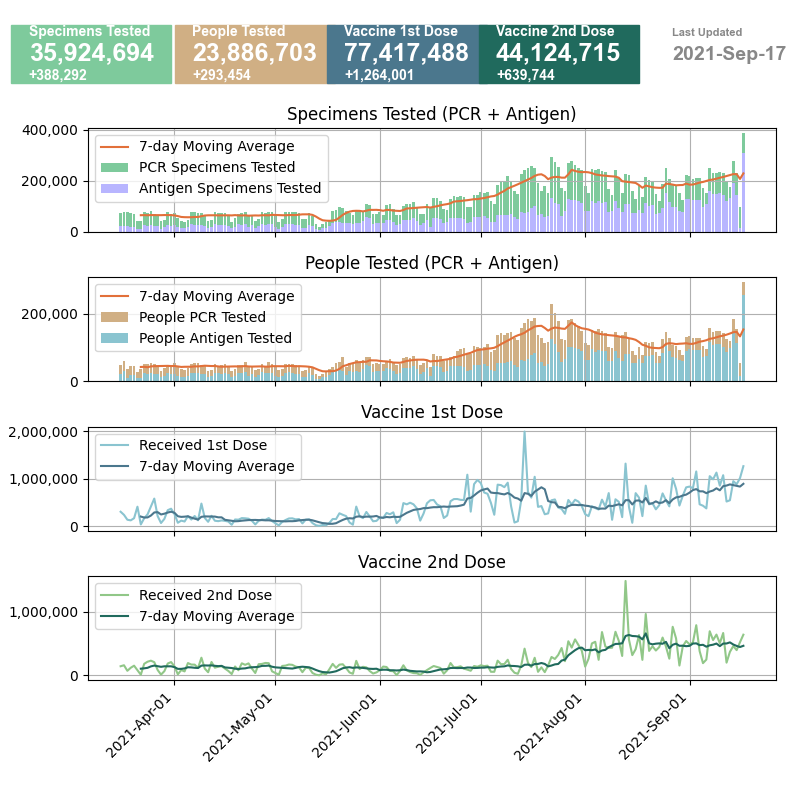 Specimens Tested
35,924,694
+388,292
People Tested
23,886,703
+293,454
Vaccine 1st Dose
77,417,488
+1,264,001
Vaccine 2nd Dose
44,124,715
+639,744
Last Updated
2021-Sep-17
Specimens Tested (PCR + Antigen)
400,000
200,000
0
7-day Moving Average
PCR Specimens Tested
Antigen Specimens Tested
People Tested (PCR + Antigen)
200,000
0
7-day Moving Average
People PCR Tested
People Antigen Tested
Vaccine 1st Dose
2,000,000
1,000,000
0
Received 1st Dose
7-day Moving Average
Vaccine 2nd Dose
1,000,000
0
Received 2nd Dose
7-day Moving Average
2021-Apr-01
2021-May-01
2021-Jun-01
2021-Jul-01
2021-Aug-01
2021-Sep-01